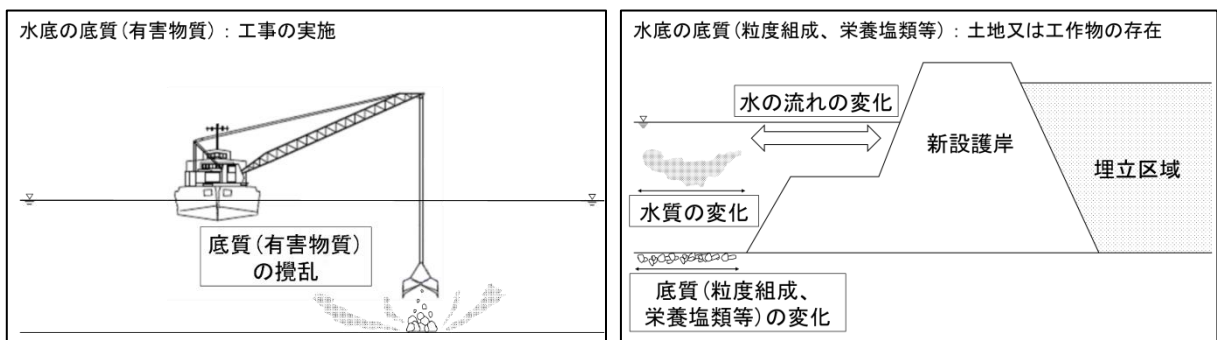 水底の底質(有害物質)：工事の実施
底質(有害物質)
の攪乱
水底の底質(粒度組成、栄養塩類等)：土地又は工作物の存在
水の流れの変化
新設護岸
埋立区域
水質の変化
底質(粒度組成、
栄養塩類等)の変化